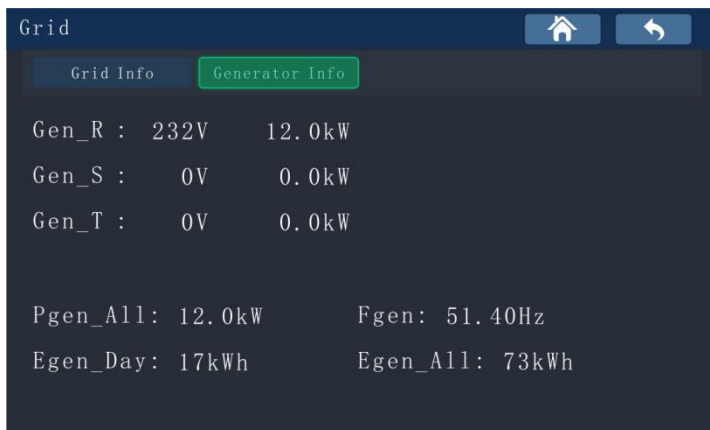 Grid
Grid Info Generator Info
Gen_R : 232V 12.0kW
Gen_S : 0V 0.0kW
Gen_T : 0V 0.0kW
Pgen_All: 12.0kW Fgen: 51.40Hz
Egen_Day: 17kWh Egen_All: 73kWh